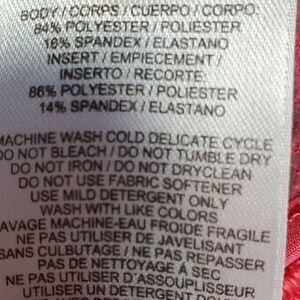 BODY / CORPS / CUERPO / CORPO:
84% POLYESTER / POLIESTER
16% SPANDEX / ELASTANO
INSERT / EMPIECEMENT /
INSERTO / RECORTE:
86% POLYESTER / POLIESTER
14% SPANDEX / ELASTANO
MACHINE WASH COLD DELICATE CYCLE
DO NOT BLEACH / DO NOT TUMBLE DRY
DO NOT IRON / DO NOT DRYCLEAN
DO NOT USE FABRIC SOFTENER
USE MILD DETERGENT ONLY
WASH WITH LIKE COLORS
LAVAGE MACHINE-EAU FROIDE FRAGILE
NE PAS UTILISER DE JAVELISANT
SANS CULBUTAGE / NE PAS REPASSER
PAS DE NETTOYAGE À SEC
NE PAS UTILISER D'ASSOUPLISSEUR
UTILISER UN DETERGENT